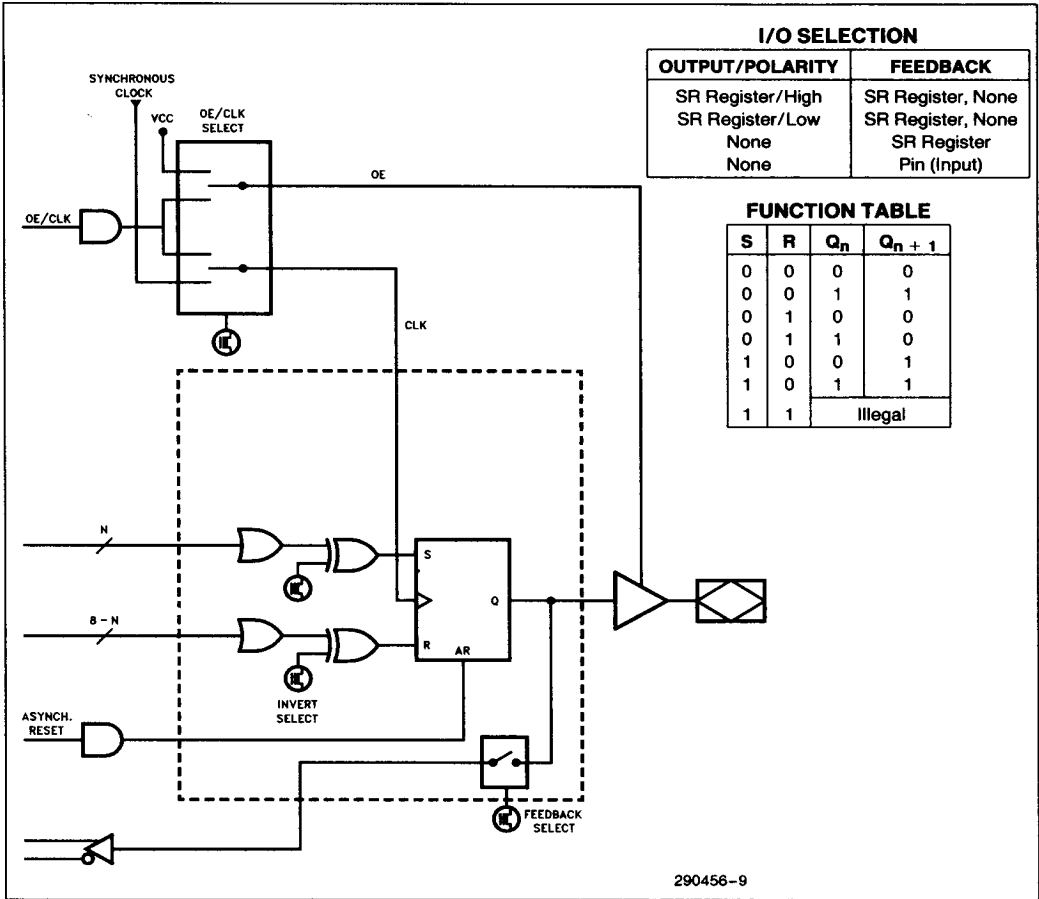 I/O SELECTION
OUTPUT/POLARITY FEEDBACK
SR Register/High SR Register, None
SR Register/Low SR Register, None
None SR Register
None Pin (Input)
FUNCTION TABLE
S R Qn Qn + 1
0 0 0 0
0 0 1 1
0 1 0 0
0 1 1 0
1 0 0 1
1 0 1 1
1 1 Illegal
SYNCHRONOUS
CLOCK
VCC
OE/CLK
SELECT
OE
OE/CLK
CLK
N
S
Q
8 - N
R
AR
INVERT
SELECT
ASYNCH.
RESET
FEEDBACK
SELECT
290456-9